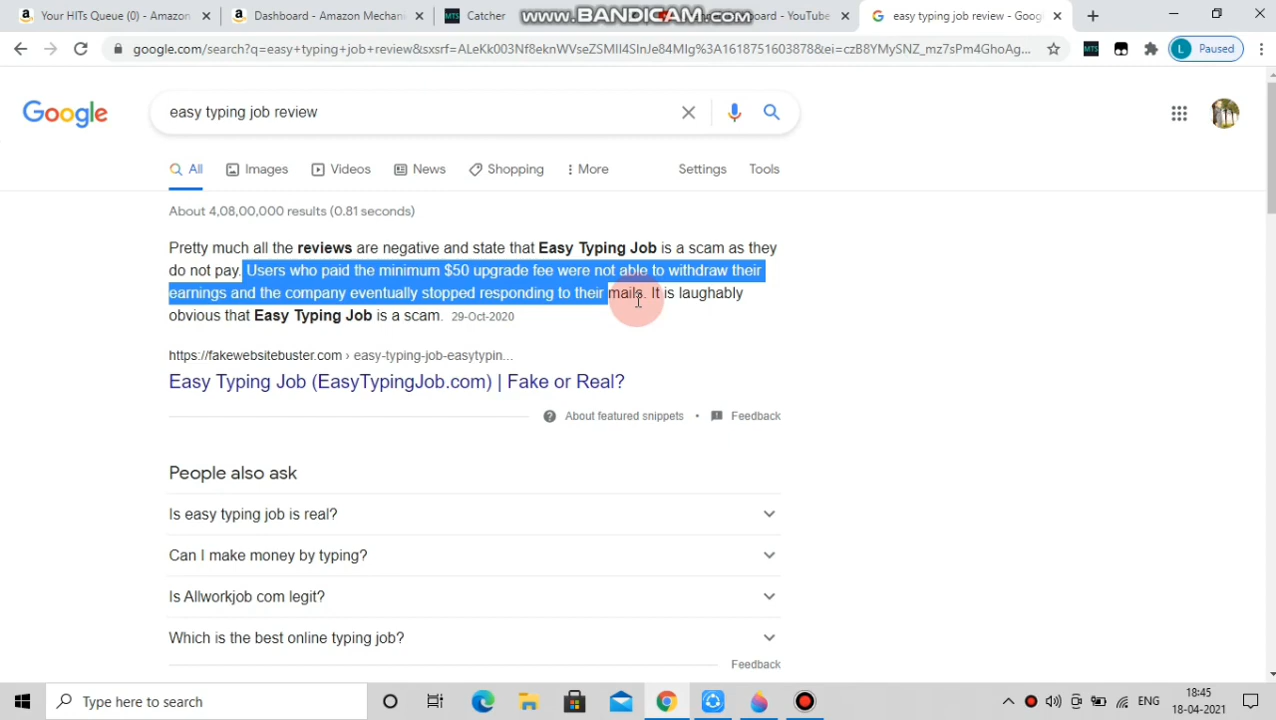 Your HITs Queue (0) - Amazon
Dashboard - Amazon Mechan
Catcher
board - YouTube
easy typing job review - Goog
www.BANDICAM.com
google.com/search?q=easy+typing+job+review&sxsrf=ALeKk003Nf8eknWVseZSMlI4SInJe84MIg%3A1618751603878&ei=czB8YMySNZ_mz7sPm4GhoAg...
MTS
L
Paused
Google
easy typing job review
All
Images
Videos
News
Shopping
More
Settings
Tools
About 4,08,00,000 results (0.81 seconds)
Pretty much all the reviews are negative and state that Easy Typing Job is a scam as they
do not pay. Users who paid the minimum $50 upgrade fee were not able to withdraw their
earnings and the company eventually stopped responding to their mails. It is laughably
obvious that Easy Typing Job is a scam. 29-Oct-2020
https://fakewebsitebuster.com › easy-typing-job-easytypin...
Easy Typing Job (EasyTypingJob.com) | Fake or Real?
About featured snippets • Feedback
People also ask
Is easy typing job is real?
Can I make money by typing?
Is Allworkjob com legit?
Which is the best online typing job?
Feedback
Type here to search
ENG
18:45
18-04-2021